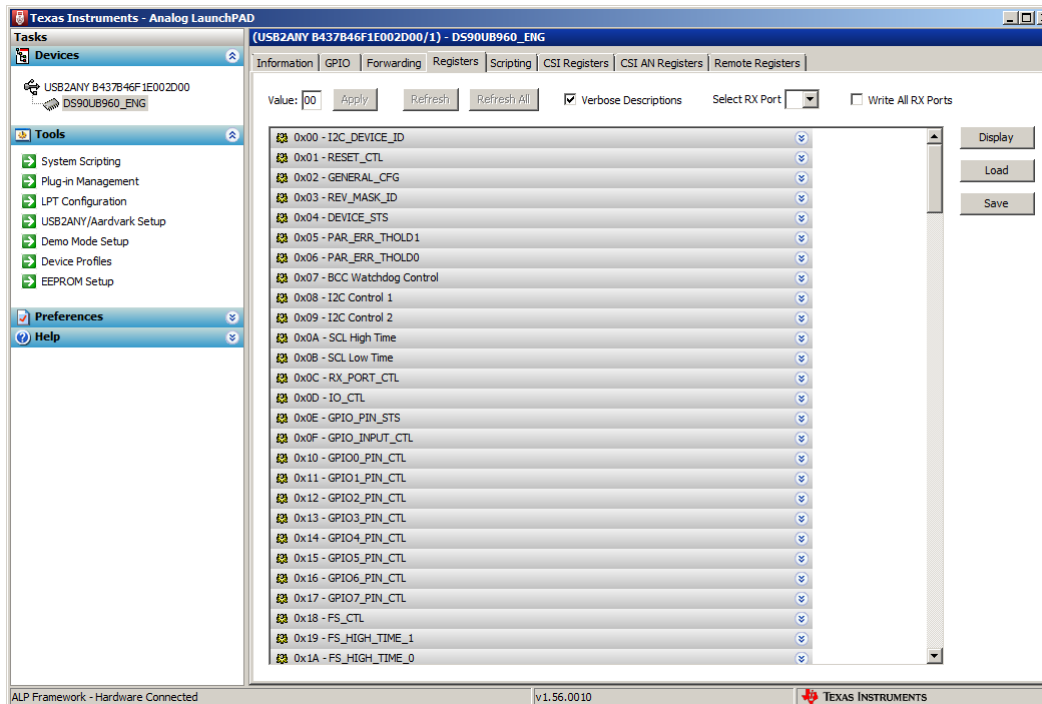 Texas Instruments - Analog LaunchPAD
Tasks
Devices
USB2ANY B437B46F1E002D00
DS90UB960_ENG
Tools
System Scripting
Plug-in Management
LPT Configuration
USB2ANY/Aardvark Setup
Demo Mode Setup
Device Profiles
EEPROM Setup
Preferences
Help
(USB2ANY B437B46F1E002D00/1) - DS90UB960_ENG
Information GPIO Forwarding Registers Scripting CSI Registers CSI AN Registers Remote Registers
Value: 00 Apply Refresh Refresh All Verbose Descriptions Select RX Port Write All RX Ports
0x00 - I2C_DEVICE_ID
0x01 - RESET_CTL
0x02 - GENERAL_CFG
0x03 - REV_MASK_ID
0x04 - DEVICE_STS
0x05 - PAR_ERR_THOLD1
0x06 - PAR_ERR_THOLD0
0x07 - BCC Watchdog Control
0x08 - I2C Control 1
0x09 - I2C Control 2
0x0A - SCL High Time
0x0B - SCL Low Time
0x0C - RX_PORT_CTL
0x0D - IO_CTL
0x0E - GPIO_PIN_STS
0x0F - GPIO_INPUT_CTL
0x10 - GPIO0_PIN_CTL
0x11 - GPIO1_PIN_CTL
0x12 - GPIO2_PIN_CTL
0x13 - GPIO3_PIN_CTL
0x14 - GPIO4_PIN_CTL
0x15 - GPIO5_PIN_CTL
0x16 - GPIO6_PIN_CTL
0x17 - GPIO7_PIN_CTL
0x18 - FS_CTL
0x19 - FS_HIGH_TIME_1
0x1A - FS_HIGH_TIME_0
Display
Load
Save
ALP Framework - Hardware Connected
v1.56.0010
TEXAS INSTRUMENTS